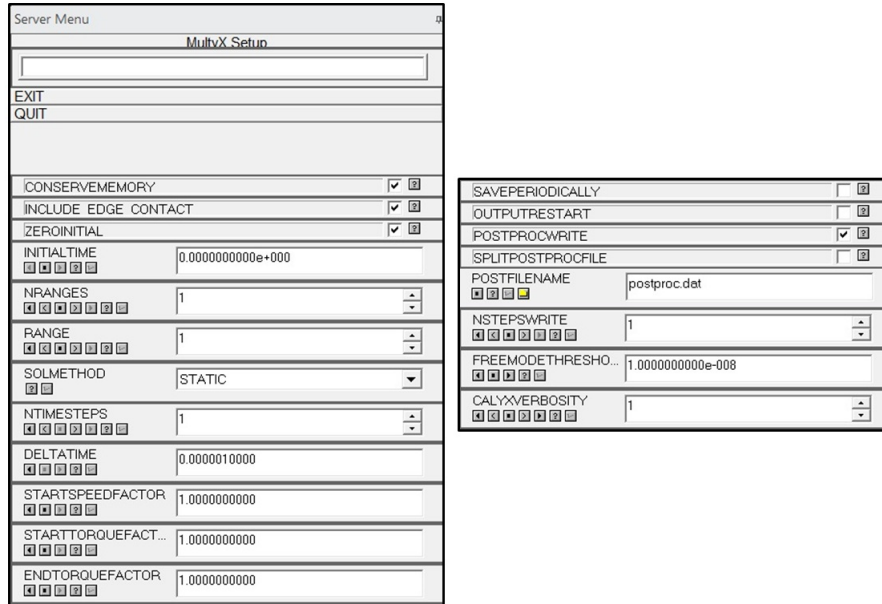 Server Menu
MultyX Setup
EXIT
QUIT
CONSERVEMEMORY
INCLUDE EDGE CONTACT
ZEROINITIAL
INITIALTIME
0.0000000000e+000
NRANGES
1
RANGE
1
SOLMETHOD
STATIC
NTIMESTEPS
1
DELTATIME
0.0000010000
STARTSPEEDFACTOR
1.0000000000
STARTTORQUEFACT...
1.0000000000
ENDTORQUEFACTOR
1.0000000000
SAVEPERIODICALLY
OUTPUTRESTART
POSTPROCWRITE
SPLITPOSTPROCFILE
POSTFILENAME
postproc.dat
NSTEPSWRITE
1
FREEMODETHRESHO...
1.0000000000e-008
CALYXVERBOSITY
1